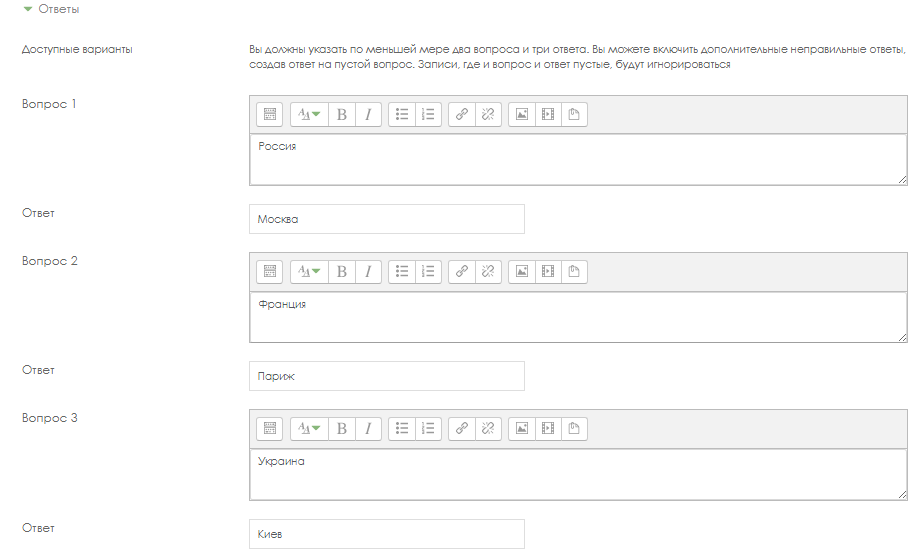 Ответы
Доступные варианты
Вы должны указать по меньшей мере два вопроса и три ответа. Вы можете включить дополнительные неправильные ответы,
создав ответ на пустой вопрос. Записи, где и вопрос и ответ пустые, будут игнорироваться
Вопрос 1
Россия
Ответ
Москва
Вопрос 2
Франция
Ответ
Париж
Вопрос 3
Украина
Ответ
Киев